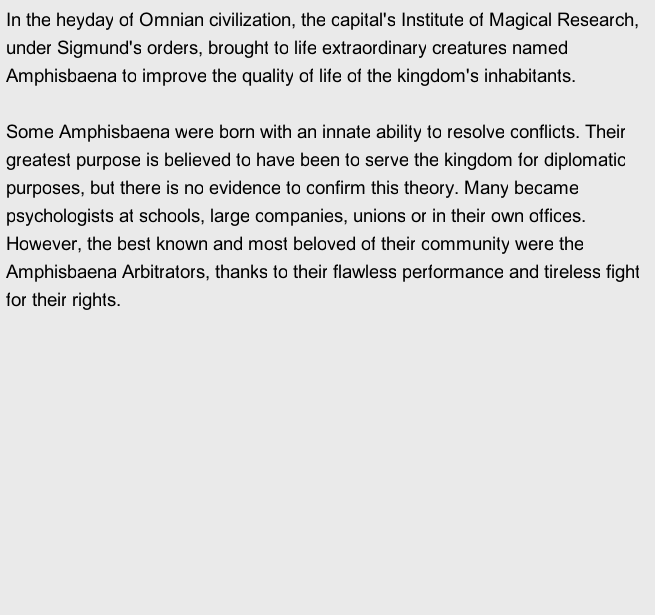 In the heyday of Omnian civilization, the capital's Institute of Magical Research,
under Sigmund's orders, brought to life extraordinary creatures named
Amphisbaena to improve the quality of life of the kingdom's inhabitants.
Some Amphisbaena were born with an innate ability to resolve conflicts. Their
greatest purpose is believed to have been to serve the kingdom for diplomatic
purposes, but there is no evidence to confirm this theory. Many became
psychologists at schools, large companies, unions or in their own offices.
However, the best known and most beloved of their community were the
Amphisbaena Arbitrators, thanks to their flawless performance and tireless fight
for their rights.